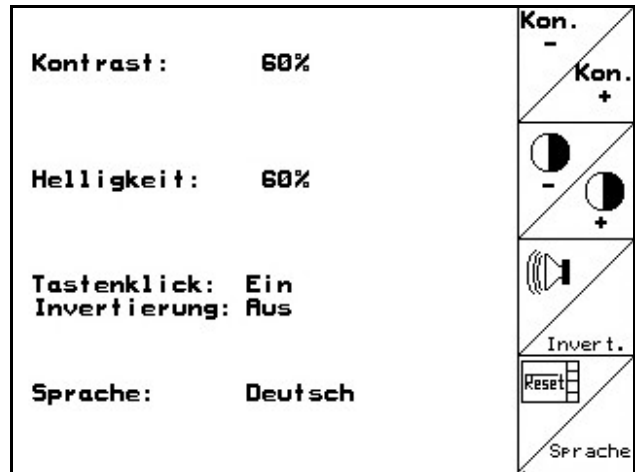 Kon.
-
Kontrast: 60%
Kon.
+
Helligkeit: 60%
-
+
Tastenklick: Ein
Invertierung: Aus
Invert.
Reset
Sprache: Deutsch
Sprache